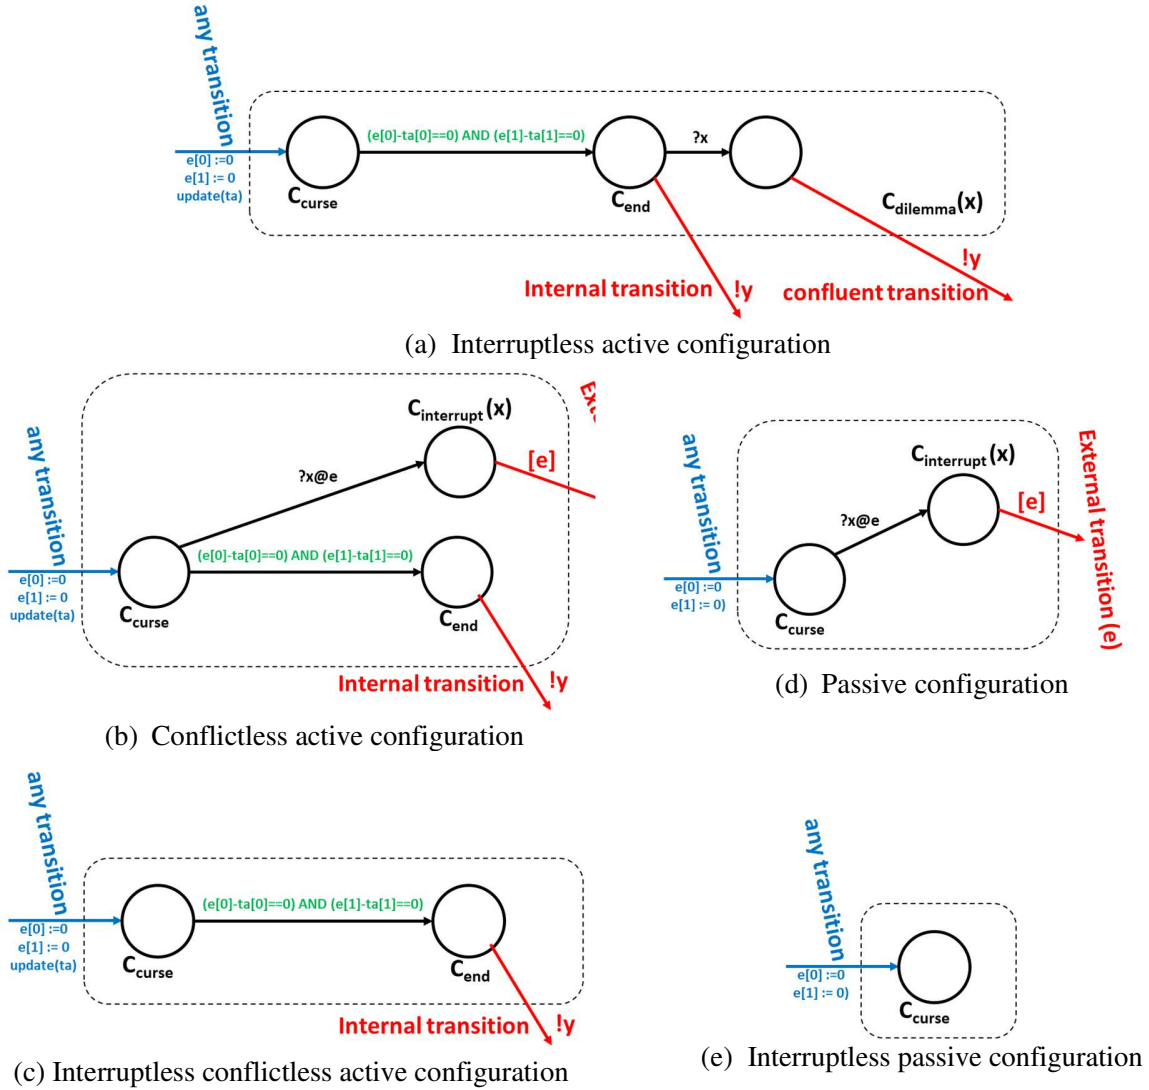 any transition
e[0] :=0
e[1] := 0
update(ta)
(e[0]-ta[0]==0) AND (e[1]-ta[1]==0)
?x
Ccurse
Cend
Cdilemma(x)
!y
Internal transition
!y
confluent transition
(a) Interruptless active configuration
any transition
e[0] :=0
e[1] := 0
update(ta)
?x@e
Cinterrupt(x)
[e]
(e[0]-ta[0]==0) AND (e[1]-ta[1]==0)
Ccurse
Cend
Internal transition
!y
(b) Conflictless active configuration
any transition
e[0] :=0
e[1] := 0)
?x@e
Cinterrupt(x)
[e]
External transition (e)
Ccurse
(d) Passive configuration
any transition
e[0] :=0
e[1] := 0
update(ta)
(e[0]-ta[0]==0) AND (e[1]-ta[1]==0)
Ccurse
Cend
Internal transition
!y
(c) Interruptless conflictless active configuration
any transition
e[0] :=0
e[1] := 0)
Ccurse
(e) Interruptless passive configuration